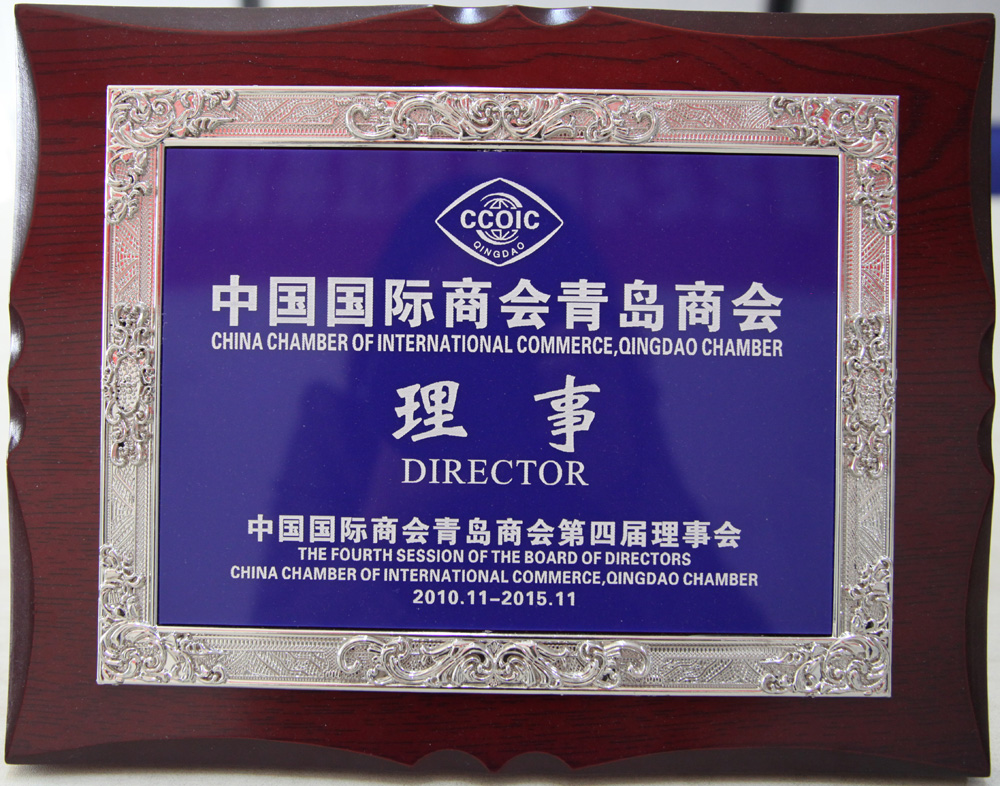 CCOIC
QINGDAO
中国国际商会青岛商会
CHINA CHAMBER OF INTERNATIONAL COMMERCE,QINGDAO CHAMBER
理 事
DIRECTOR
中国国际商会青岛商会第四届理事会
THE FOURTH SESSION OF THE BOARD OF DIRECTORS
CHINA CHAMBER OF INTERNATIONAL COMMERCE,QINGDAO CHAMBER
2010.11-2015.11